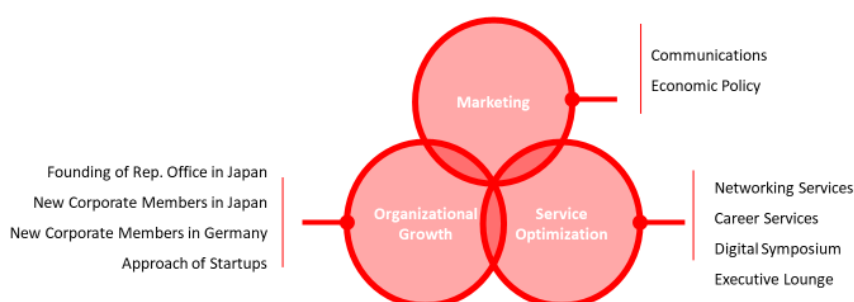 Marketing
Communications
Economic Policy
Founding of Rep. Office in Japan
New Corporate Members in Japan
New Corporate Members in Germany
Approach of Startups
Organizational
Growth
Service
Optimization
Networking Services
Career Services
Digital Symposium
Executive Lounge